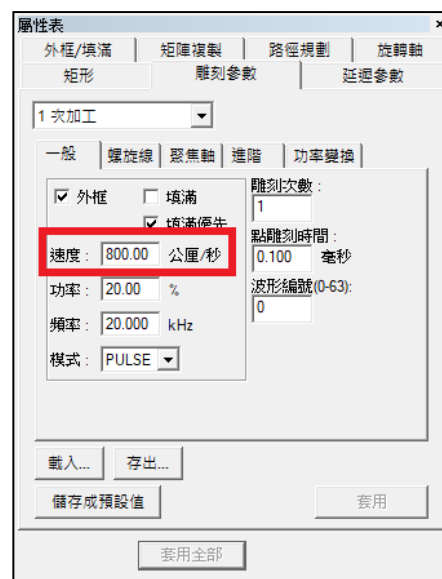 屬性表
外框/填滿 矩陣複製 路徑規劃 旋轉軸
矩形 雕刻參數 延遲參數
1 次加工
一般 螺旋線 聚焦軸 進階 功率變換
外框 填滿 雕刻次數 :
1
填滿優先
點雕刻時間 :
速度 : 800.00 公厘/秒 0.100 毫秒
功率 : 20.00 % 波形編號(0-63):
0
頻率 : 20.000 kHz
模式 : PULSE
載入... 存出...
儲存成預設值 套用
套用全部